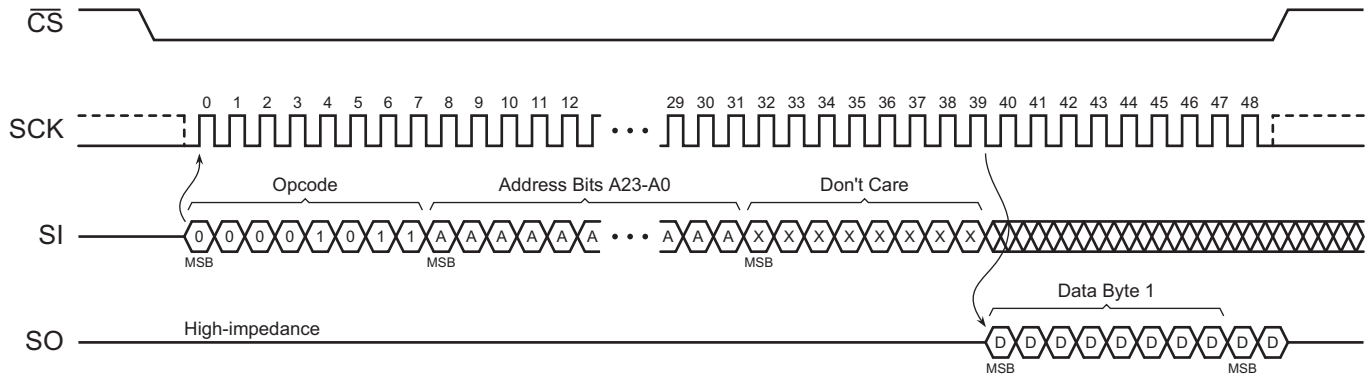 CS
0 1 2 3 4 5 6 7 8 9 10 11 12 29 30 31 32 33 34 35 36 37 38 39 40 41 42 43 44 45 46 47 48
SCK • • •
Opcode Address Bits A23-A0 Don't Care
SI 0 0 0 0 1 0 1 1 A A A A A A • • • A A A X X X X X X X X
MSB MSB MSB
Data Byte 1
High-impedance
SO D D D D D D D D D D
MSB MSB